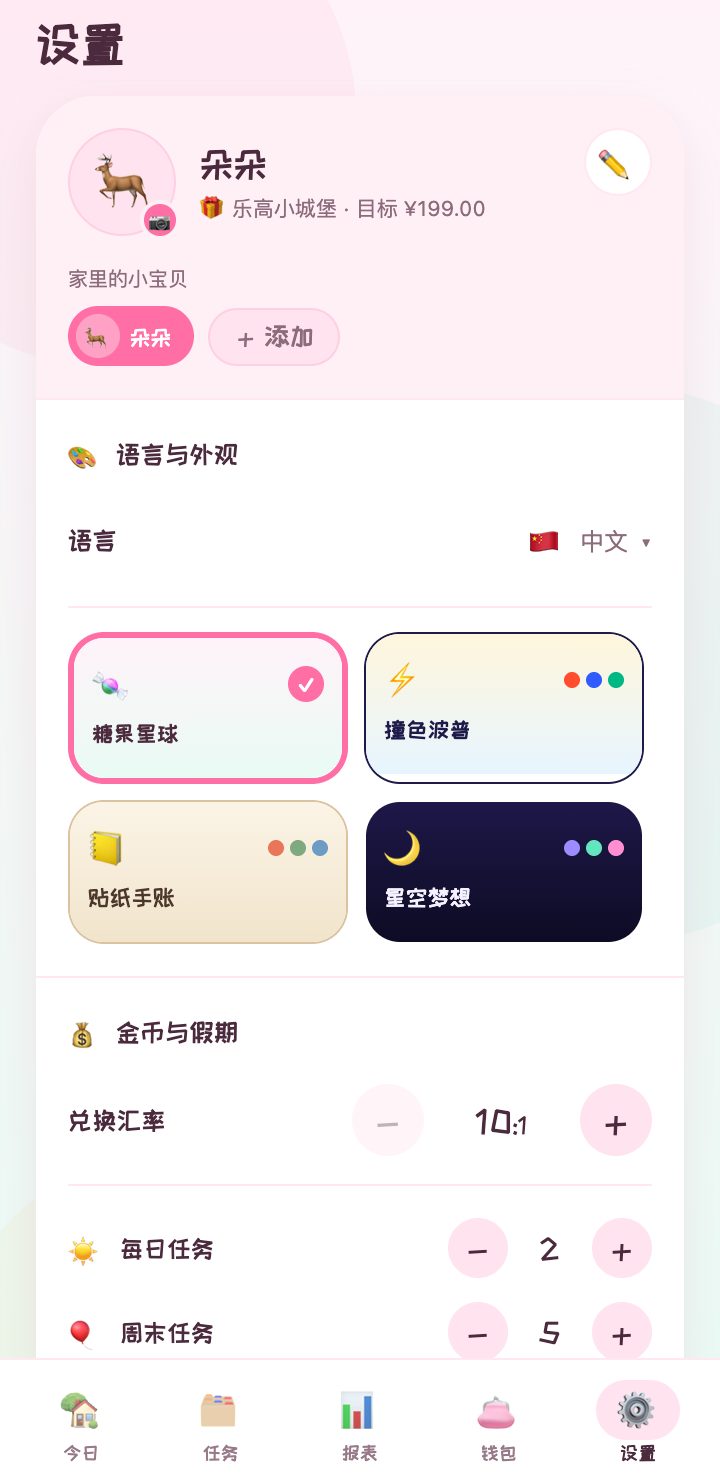 设置
朵朵
乐高小城堡 · 目标 ¥199.00
家里的小宝贝
朵朵
+ 添加
语言与外观
语言
中文
糖果星球
撞色波普
贴纸手账
星空梦想
金币与假期
兑换汇率
− 10:1 +
每日任务 − 2 +
周末任务 − 5 +
今日 任务 报表 钱包 设置